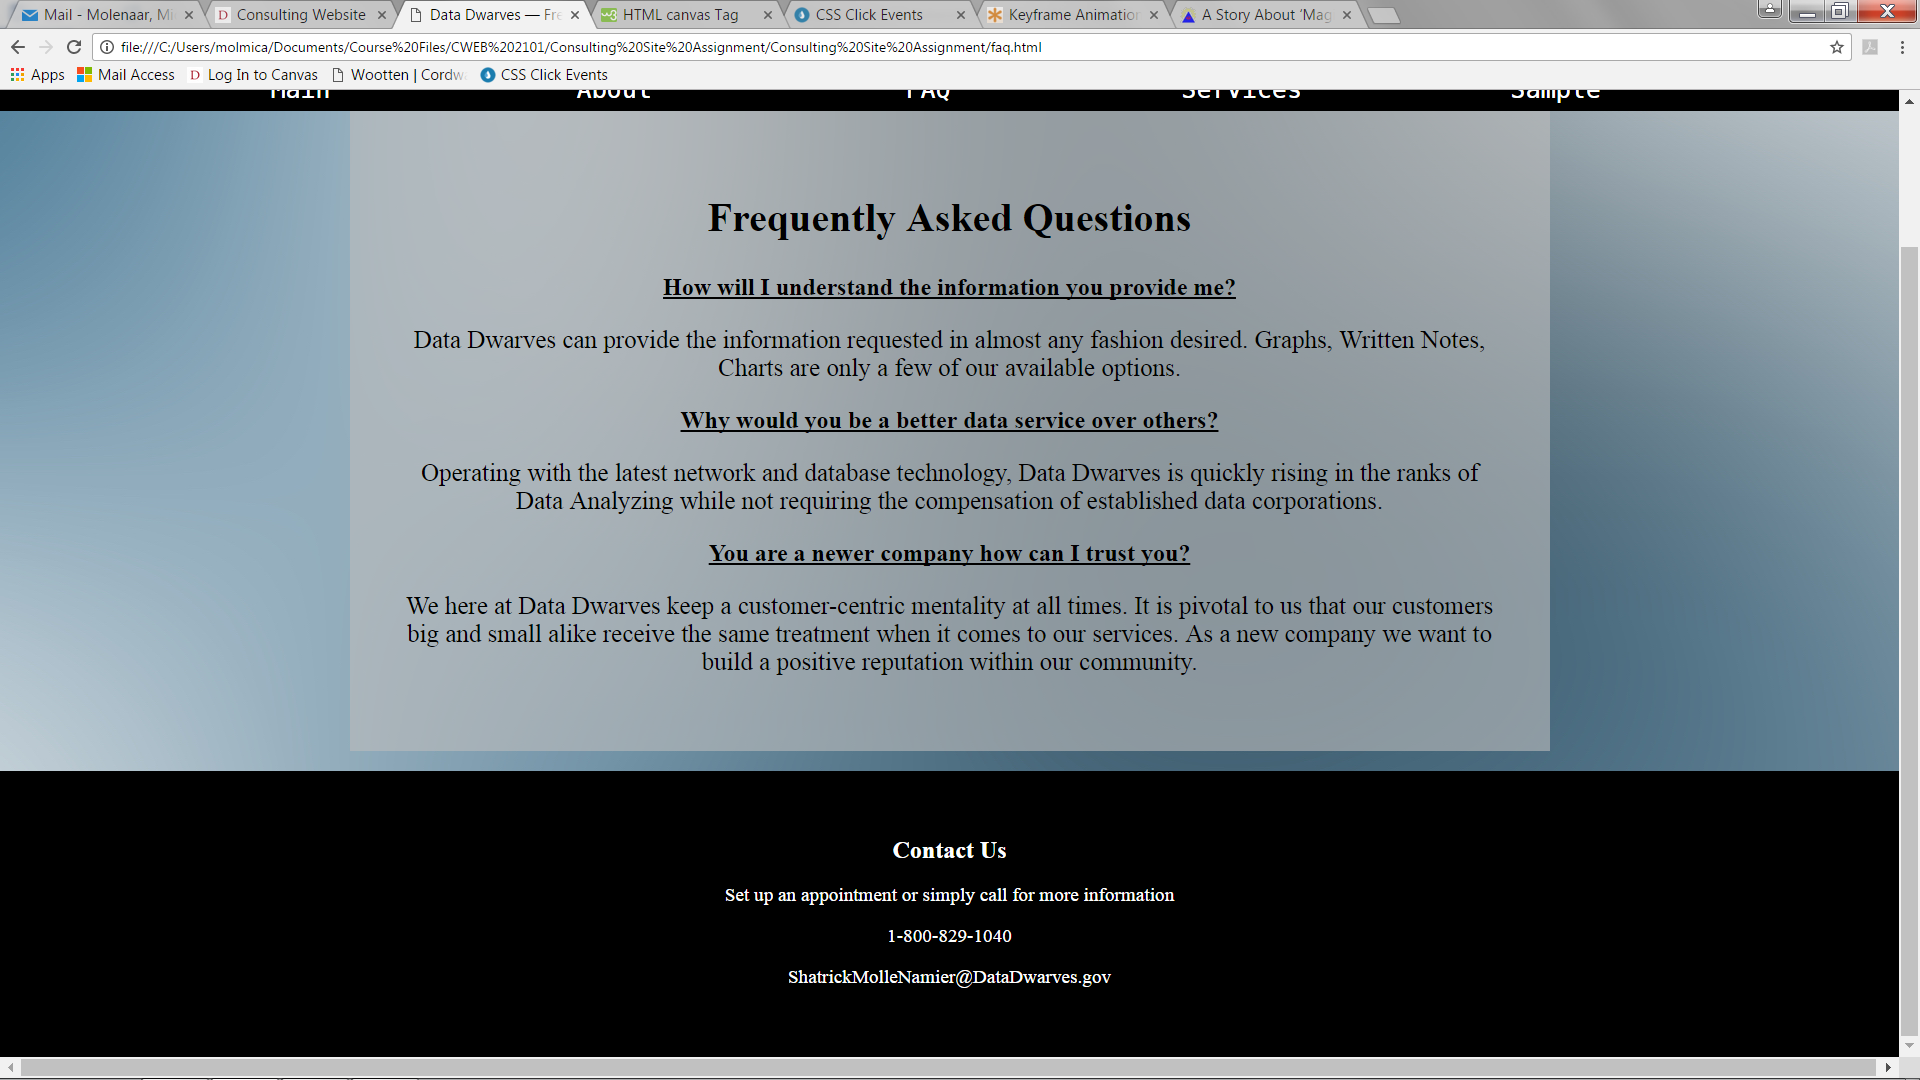 Mail - Molenaar, Mi
Consulting Website
Data Dwarves — Fre
HTML canvas Tag
CSS Click Events
Keyframe Animation
A Story About ‘Mag
file:///C:/Users/molmica/Documents/Course%20Files/CWEB%202101/Consulting%20Site%20Assignment/Consulting%20Site%20Assignment/faq.html
Apps Mail Access Log In to Canvas Wootten | Cordw CSS Click Events
Main About FAQ Services Sample
Frequently Asked Questions
How will I understand the information you provide me?
Data Dwarves can provide the information requested in almost any fashion desired. Graphs, Written Notes,
Charts are only a few of our available options.
Why would you be a better data service over others?
Operating with the latest network and database technology, Data Dwarves is quickly rising in the ranks of
Data Analyzing while not requiring the compensation of established data corporations.
You are a newer company how can I trust you?
We here at Data Dwarves keep a customer-centric mentality at all times. It is pivotal to us that our customers
big and small alike receive the same treatment when it comes to our services. As a new company we want to
build a positive reputation within our community.
Contact Us
Set up an appointment or simply call for more information
1-800-829-1040
ShatrickMolleNamier@DataDwarves.gov